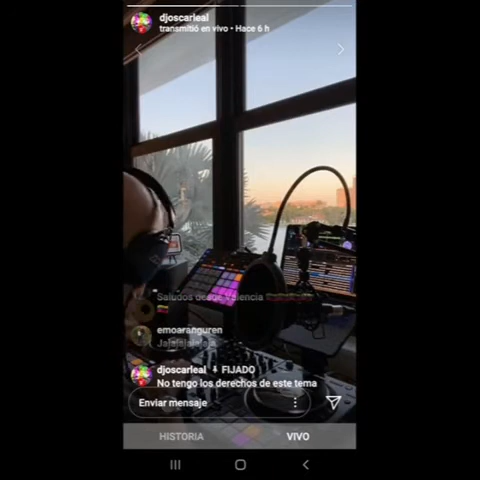 djoscarleal
transmitió en vivo • Hace 6 h
Saludos desde Valencia
emoaranguren
Jajajajajaja.
djoscarleal FIJADO
No tengo los derechos de este tema
Enviar mensaje
HISTORIA VIVO